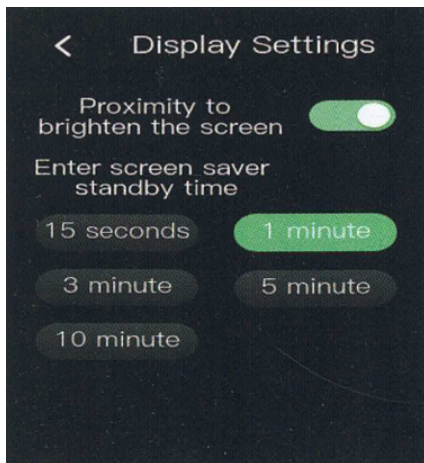 Display Settings
Proximity to
brighten the screen
Enter screen saver
standby time
15 seconds
1 minute
3 minute
5 minute
10 minute